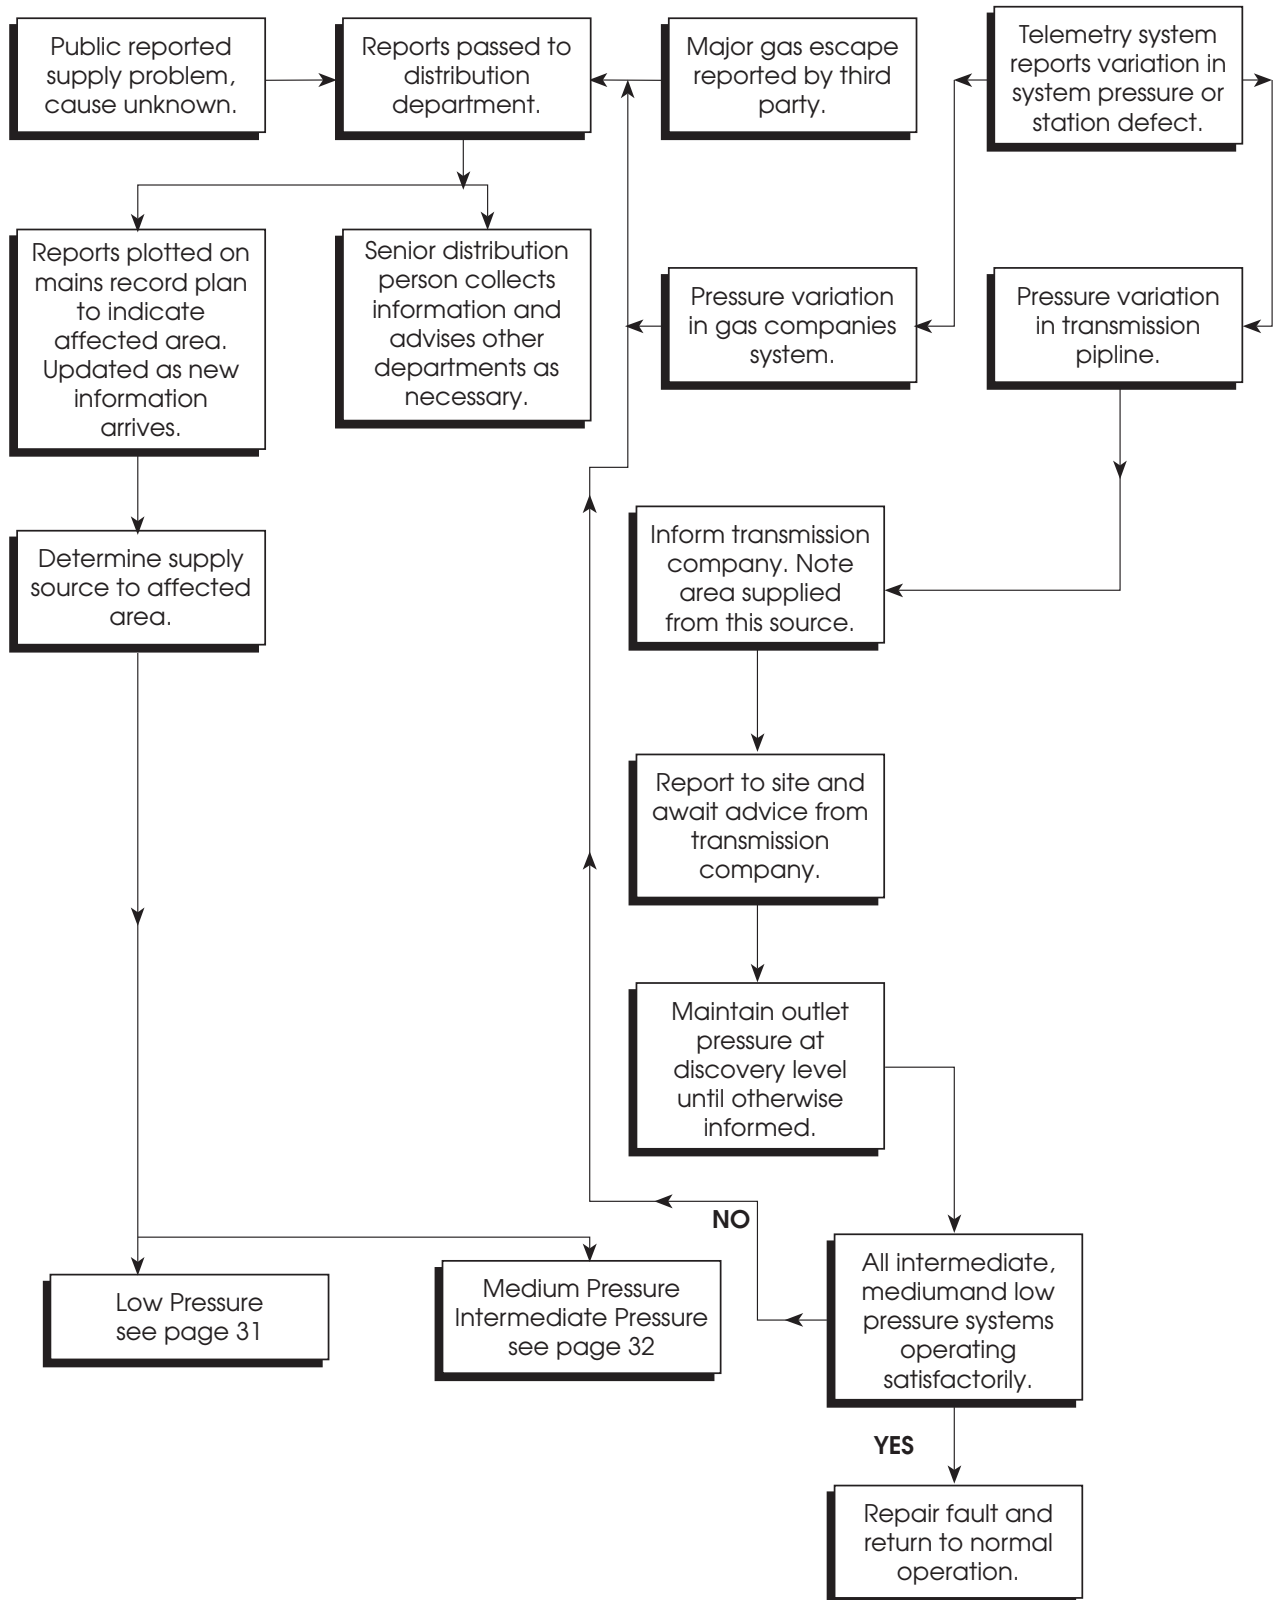 Public reported
supply problem,
cause unknown.
Reports passed to
distribution
department.
Major gas escape
reported by third
party.
Telemetry system
reports variation in
system pressure or
station defect.
Reports plotted on
mains record plan
to indicate
affected area.
Updated as new
information
arrives.
Senior distribution
person collects
information and
advises other
departments as
necessary.
Pressure variation
in gas companies
system.
Pressure variation
in transmission
pipline.
Determine supply
source to affected
area.
Inform transmission
company. Note
area supplied
from this source.
Report to site and
await advice from
transmission
company.
Maintain outlet
pressure at
discovery level
until otherwise
informed.
NO
Low Pressure
see page 31
Medium Pressure
Intermediate Pressure
see page 32
All intermediate,
mediumand low
pressure systems
operating
satisfactorily.
YES
Repair fault and
return to normal
operation.